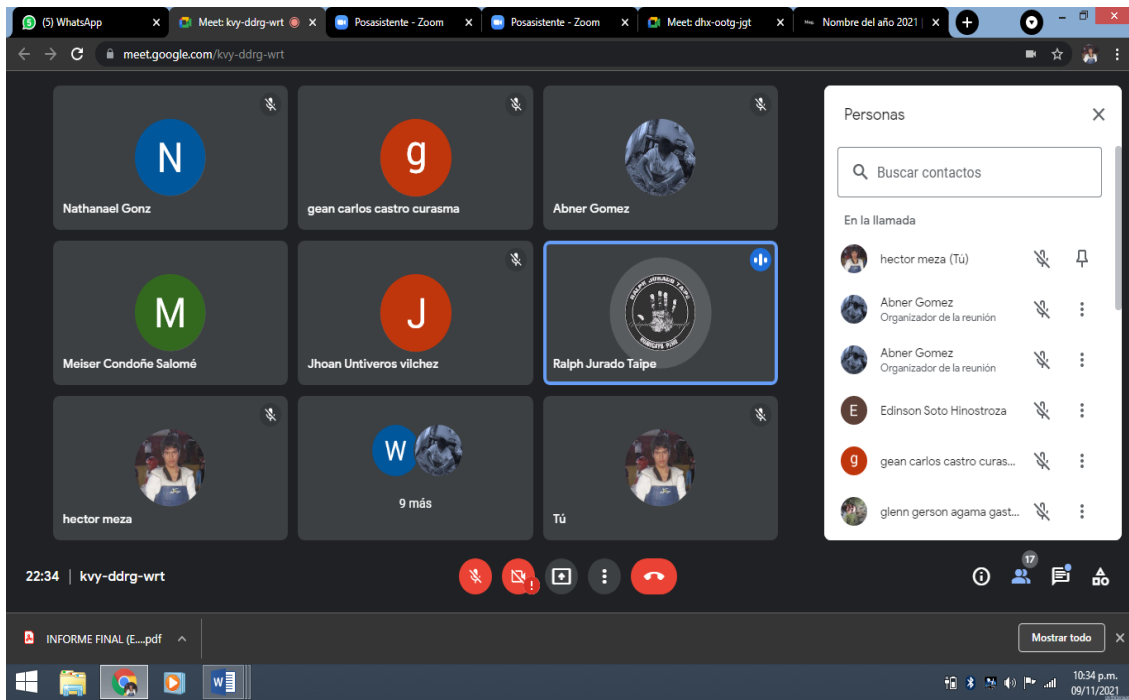 (5) WhatsApp
Meet: kvy-ddrg-wrt
Posasistente - Zoom
Posasistente - Zoom
Meet: dhx-ootg-jgt
Nombre del año 2021
meet.google.com/kvy-ddrg-wrt
N
Nathanael Gonz
g
gean carlos castro curasma
Abner Gomez
M
Meiser Condoñe Salomé
J
Jhoan Untiveros vilchez
RALPH JURADO TAIPE
Ralph Jurado Taipe
hector meza
W
9 más
Tú
Personas
Buscar contactos
En la llamada
hector meza (Tú)
Abner Gomez
Organizador de la reunión
Abner Gomez
Organizador de la reunión
E
Edinson Soto Hinostroza
g
gean carlos castro curas...
glenn gerson agama gast...
22:34 | kvy-ddrg-wrt
17
INFORME FINAL (E....pdf
Mostrar todo
10:34 p.m.
09/11/2021